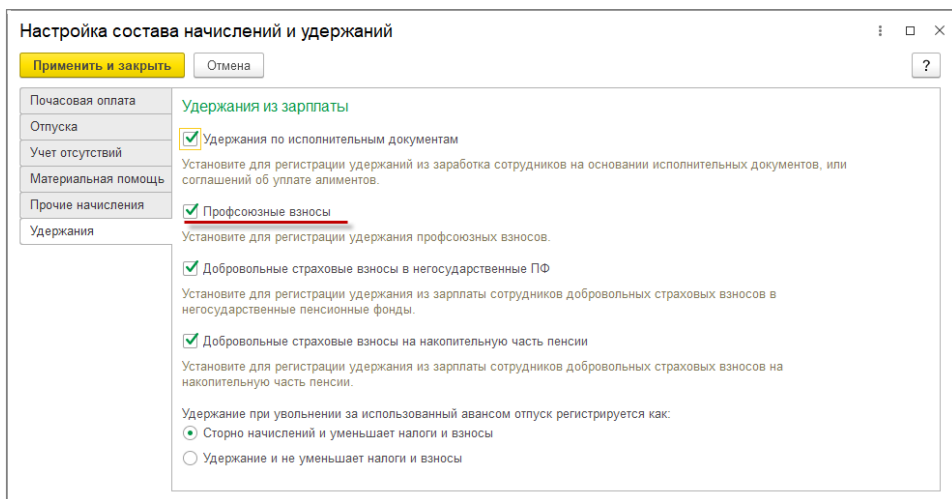 Настройка состава начислений и удержаний
Применить и закрыть
Отмена
?
Почасовая оплата
Отпуска
Учет отсутствий
Материальная помощь
Прочие начисления
Удержания
Удержания из зарплаты
Удержания по исполнительным документам
Установите для регистрации удержаний из заработка сотрудников на основании исполнительных документов, или
соглашений об уплате алиментов.
Профсоюзные взносы
Установите для регистрации удержания профсоюзных взносов.
Добровольные страховые взносы в негосударственные ПФ
Установите для регистрации удержания из зарплаты сотрудников добровольных страховых взносов в
негосударственные пенсионные фонды.
Добровольные страховые взносы на накопительную часть пенсии
Установите для регистрации удержания из зарплаты сотрудников добровольных страховых взносов на
накопительную часть пенсии.
Удержание при увольнении за использованный авансом отпуск регистрируется как:
Сторно начислений и уменьшает налоги и взносы
Удержание и не уменьшает налоги и взносы